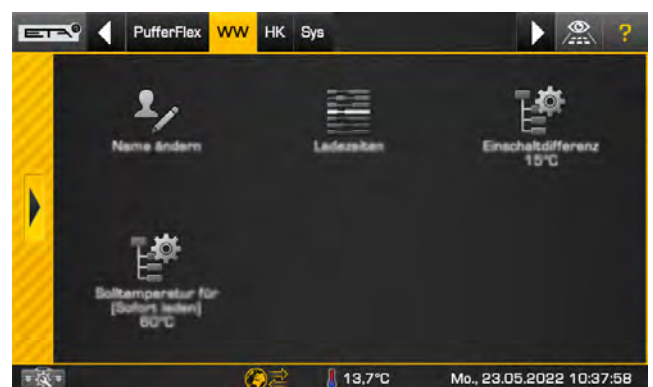 ETA PufferFlex WW HK Sys ?
Name ändern
Ladezeiten
Einschaltdifferenz
15°C
Solltemperatur für
[Sofort laden]
60°C
13,7°C Mo., 23.05.2022 10:37:58